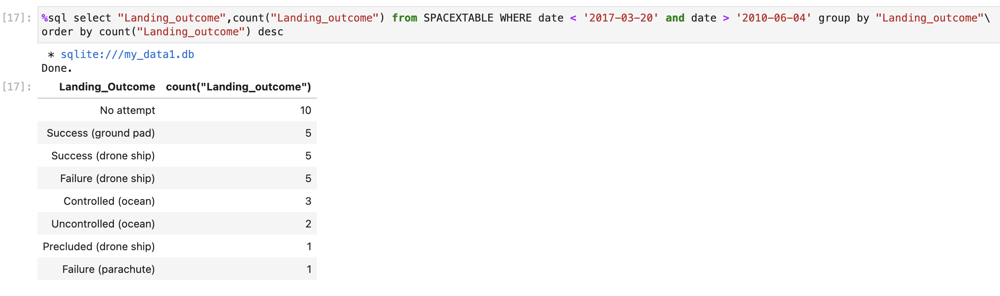 [17]: %sql select "Landing_outcome",count("Landing_outcome") from SPACEXTABLE WHERE date < '2017-03-20' and date > '2010-06-04' group by "Landing_outcome"\
order by count("Landing_outcome") desc
* sqlite:///my_data1.db
Done.
[17]: Landing_Outcome count("Landing_outcome")
No attempt 10
Success (ground pad) 5
Success (drone ship) 5
Failure (drone ship) 5
Controlled (ocean) 3
Uncontrolled (ocean) 2
Precluded (drone ship) 1
Failure (parachute) 1